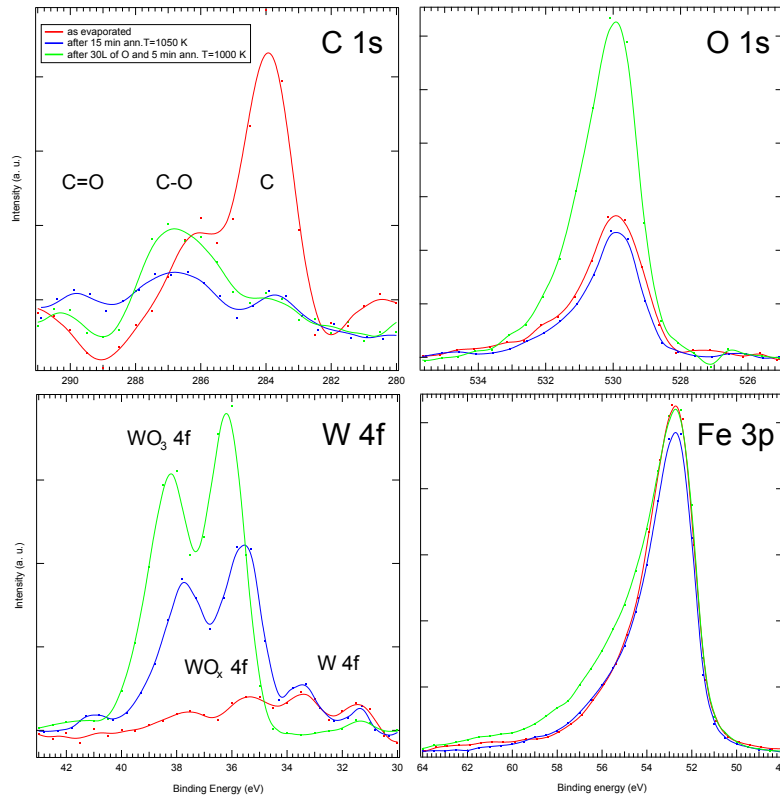 as evaporated
after 15 min ann.T=1050 K
after 30L of O and 5 min ann. T=1000 K
C 1s
C=O
C-O
C
Intensity (a. u.)
290
288
286
284
282
280
O 1s
534
532
530
528
526
W 4f
WO3 4f
WOx 4f
W 4f
Intensity (a. u.)
42
40
38
36
34
32
30
Binding Energy (eV)
Fe 3p
64
62
60
58
56
54
52
50
48
Binding energy (eV)